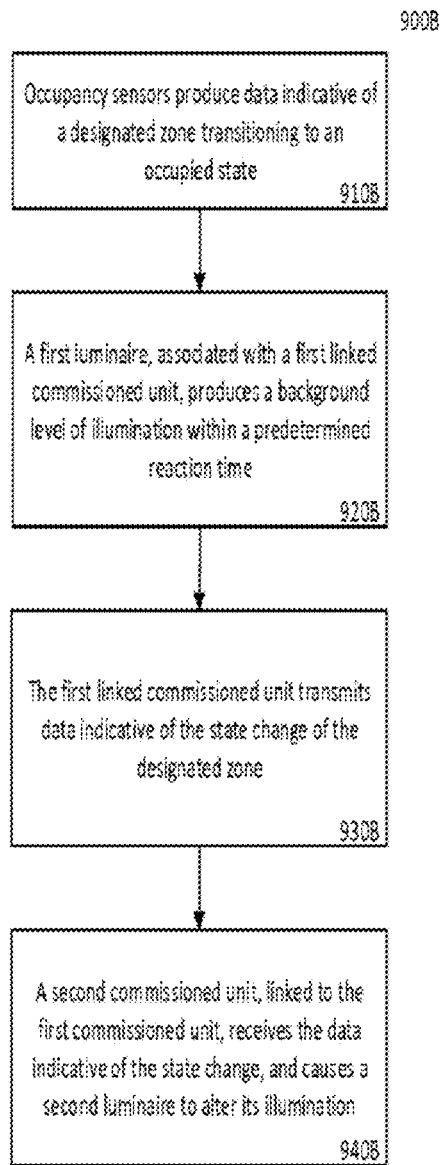 900B
Occupancy sensors produce data indicative of
a designated zone transitioning to an
occupied state
910B
A first luminaire, associated with a first linked
commissioned unit, produces a background
level of illumination within a predetermined
reaction time
920B
The first linked commissioned unit transmits
data indicative of the state change of the
designated zone
930B
A second commissioned unit, linked to the
first commissioned unit, receives the data
indicative of the state change, and causes a
second luminaire to alter its illumination
940B